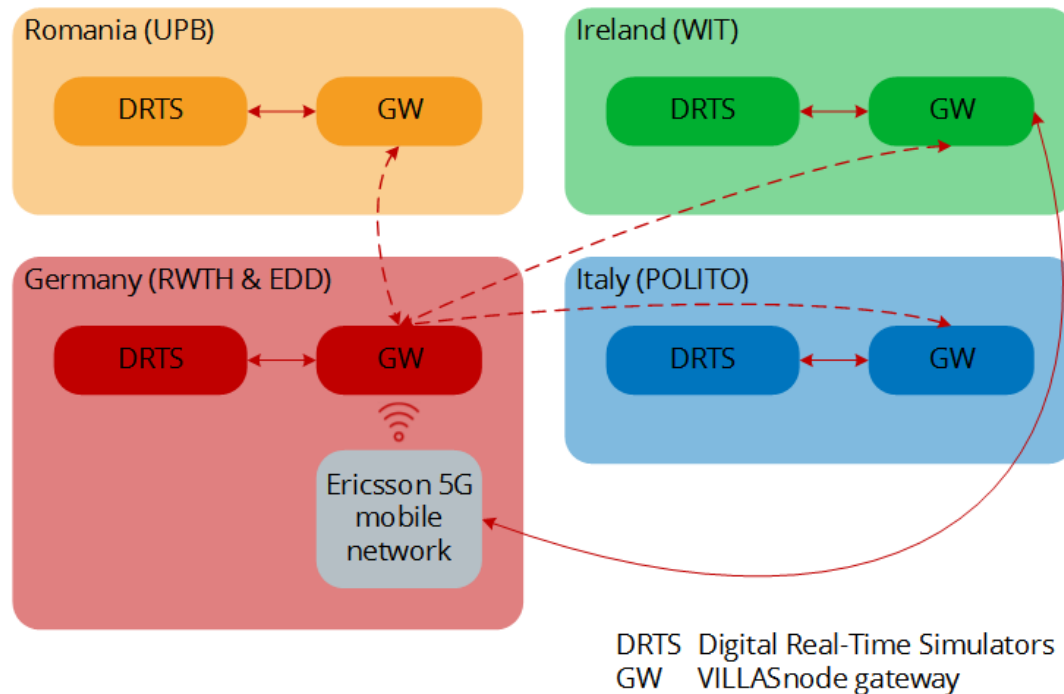 Romania (UPB)
DRTS
GW
Ireland (WIT)
DRTS
GW
Germany (RWTH & EDD)
DRTS
GW
Ericsson 5G
mobile
network
Italy (POLITO)
DRTS
GW
DRTS Digital Real-Time Simulators
GW VILLASnode gateway